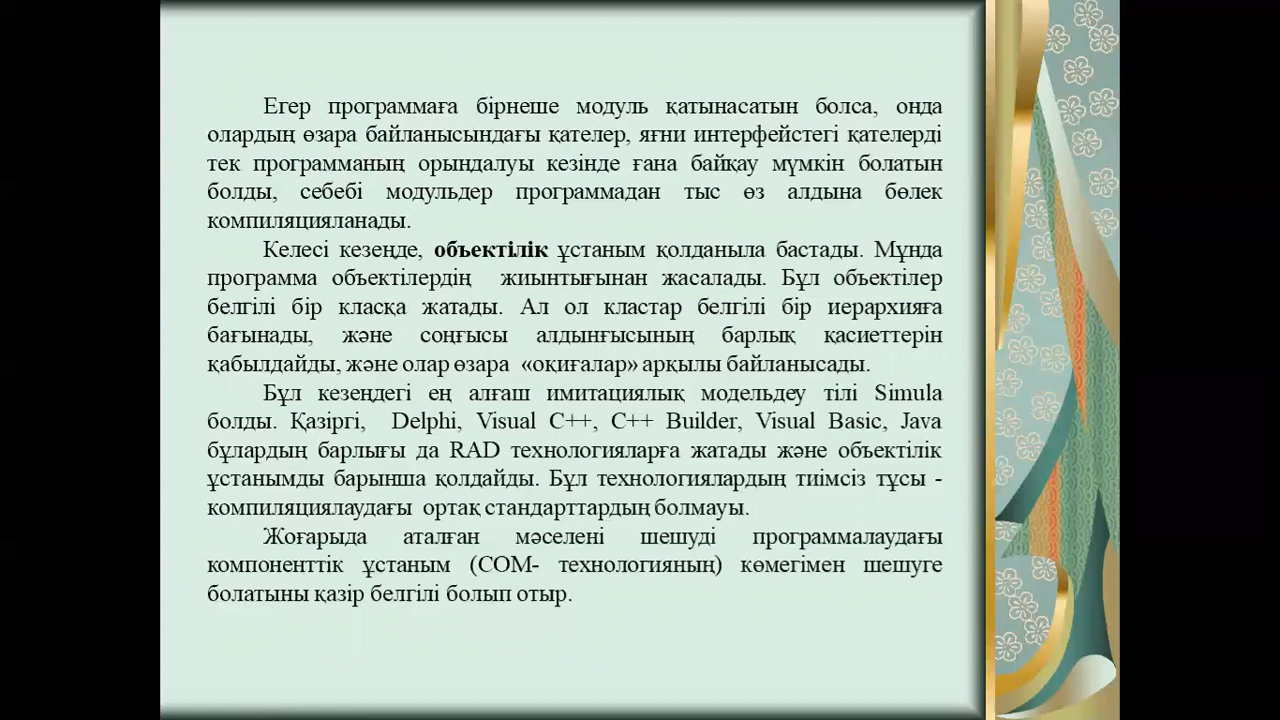 Егер программаға бірнеше модуль қатынасатын болса, онда
олардың өзара байланысындағы қателер, яғни интерфейстегі қателерді
тек программаның орындалуы кезінде ғана байқау мүмкін болатын
болды, себебі модульдер программадан тыс өз алдына бөлек
компиляцияланады.
Келесі кезеңде, объектілік ұстаным қолданыла бастады. Мұнда
программа объектілердің жиынтығынан жасалады. Бұл объектілер
белгілі бір класқа жатады. Ал ол кластар белгілі бір иерархияға
бағынады, және соңғысы алдынғысының барлық қасиеттерін
қабылдайды, және олар өзара «оқиғалар» арқылы байланысады.
Бұл кезеңдегі ең алғаш имитациялық модельдеу тілі Simula
болды. Қазіргі, Delphi, Visual C++, C++ Builder, Visual Basic, Java
бұлардың барлығы да RAD технологияларға жатады және объектілік
ұстанымды барынша қолдайды. Бұл технологиялардың тиімсіз тұсы -
компиляциялаудағы ортақ стандарттардың болмауы.
Жоғарыда аталған мәселені шешуді программалаудағы
компоненттік ұстаным (COM- технологияның) көмегімен шешуге
болатыны қазір белгілі болып отыр.